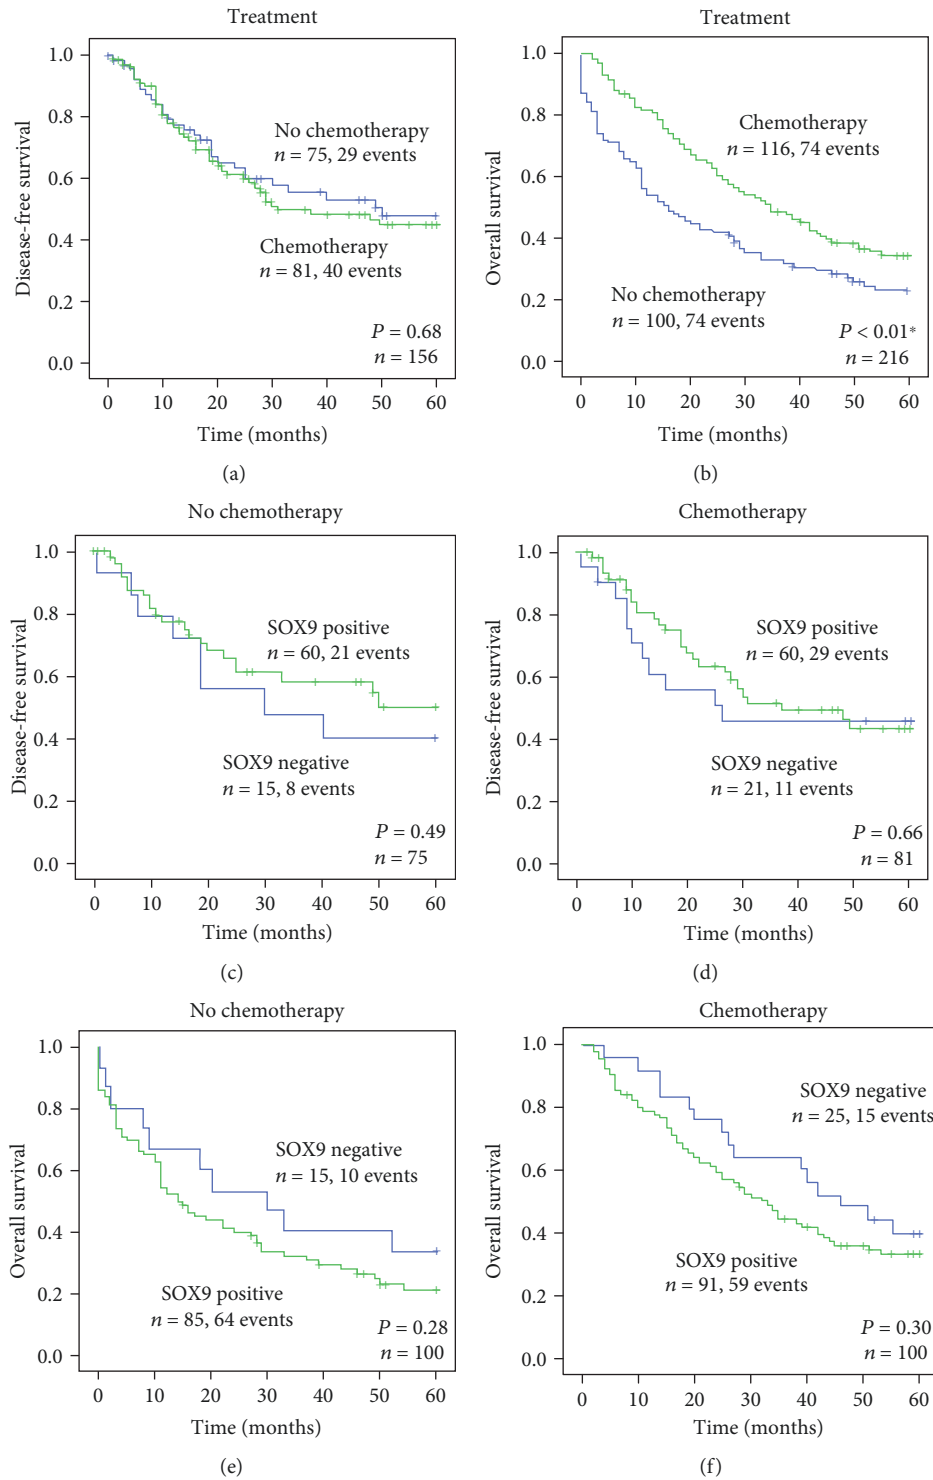 Treatment
Disease-free survival
1.0
0.8
0.6
0.4
0.2
0.0
No chemotherapy
n = 75, 29 events
Chemotherapy
n = 81, 40 events
P = 0.68
n = 156
0 10 20 30 40 50 60
Time (months)
(a)
Treatment
Overall survival
1.0
0.8
0.6
0.4
0.2
0.0
Chemotherapy
n = 116, 74 events
No chemotherapy
n = 100, 74 events
P < 0.01*
n = 216
0 10 20 30 40 50 60
Time (months)
(b)
No chemotherapy
Disease-free survival
1.0
0.8
0.6
0.4
0.2
0.0
SOX9 positive
n = 60, 21 events
SOX9 negative
n = 15, 8 events
P = 0.49
n = 75
0 10 20 30 40 50 60
Time (months)
(c)
Chemotherapy
Disease-free survival
1.0
0.8
0.6
0.4
0.2
0.0
SOX9 positive
n = 60, 29 events
SOX9 negative
n = 21, 11 events
P = 0.66
n = 81
0 10 20 30 40 50 60
Time (months)
(d)
No chemotherapy
Overall survival
1.0
0.8
0.6
0.4
0.2
0.0
SOX9 negative
n = 15, 10 events
SOX9 positive
n = 85, 64 events
P = 0.28
n = 100
0 10 20 30 40 50 60
Time (months)
(e)
Chemotherapy
Overall survival
1.0
0.8
0.6
0.4
0.2
0.0
SOX9 negative
n = 25, 15 events
SOX9 positive
n = 91, 59 events
P = 0.30
n = 100
0 10 20 30 40 50 60
Time (months)
(f)